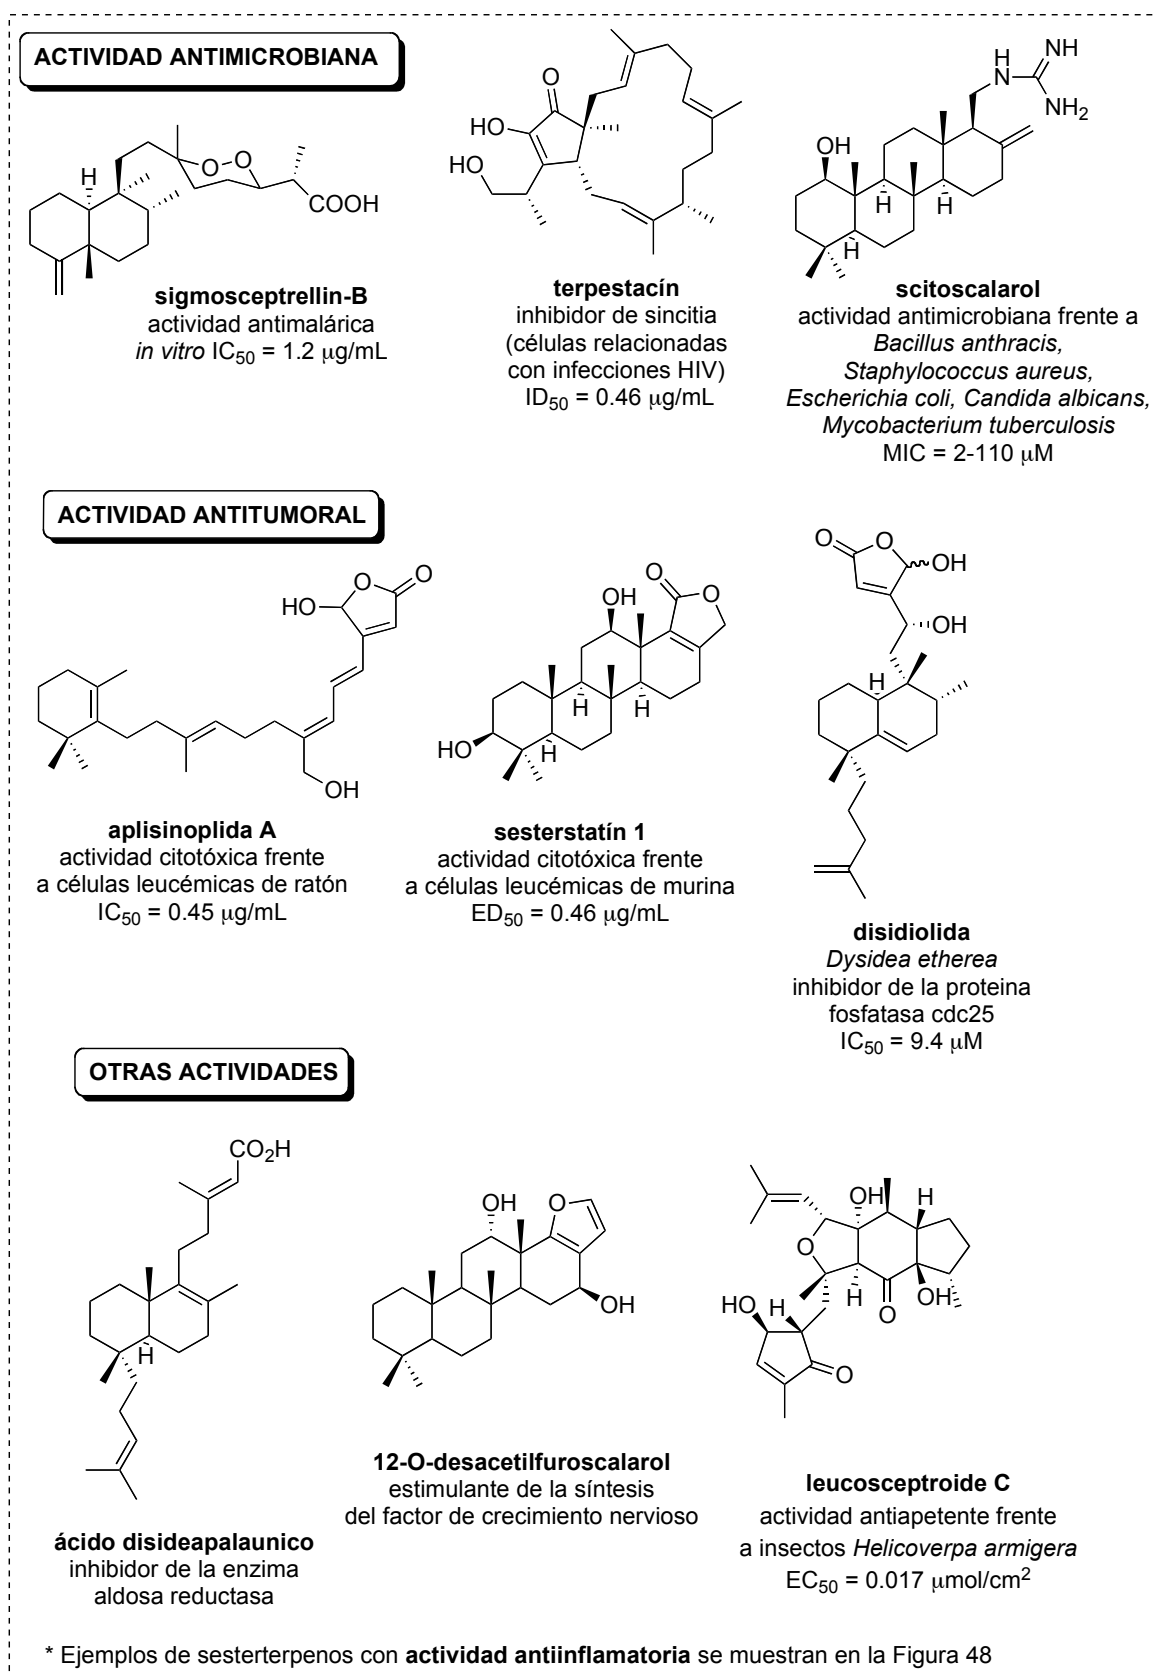 ACTIVIDAD ANTIMICROBIANA
H
O
O
COOH
sigmosceptrellin-B
actividad antimalárica
in vitro IC50 = 1.2 μg/mL
O
HO
HO
terpestacín
inhibidor de sincitia
(células relacionadas
con infecciones HIV)
ID50 = 0.46 μg/mL
H
N
NH
NH2
OH
H
H
H
scitoscalarol
actividad antimicrobiana frente a
Bacillus anthracis,
Staphylococcus aureus,
Escherichia coli, Candida albicans,
Mycobacterium tuberculosis
MIC = 2-110 μM
ACTIVIDAD ANTITUMORAL
HO
O
O
OH
aplisinoplida A
actividad citotóxica frente
a células leucémicas de ratón
IC50 = 0.45 μg/mL
O
O
OH
H
H
H
HO
sesterstatín 1
actividad citotóxica frente
a células leucémicas de murina
ED50 = 0.46 μg/mL
O
O
OH
OH
H
disidiolida
Dysidea etherea
inhibidor de la proteina
fosfatasa cdc25
IC50 = 9.4 μM
OTRAS ACTIVIDADES
CO2H
H
ácido disideapalaunico
inhibidor de la enzima
aldosa reductasa
OH
O
OH
12-O-desacetilfuroscalarol
estimulante de la síntesis
del factor de crecimiento nervioso
OH
H
O
H
O
OH
HO
H
O
leucosceptroide C
actividad antiapetente frente
a insectos Helicoverpa armigera
EC50 = 0.017 μmol/cm2
* Ejemplos de sesterterpenos con actividad antiinflamatoria se muestran en la Figura 48